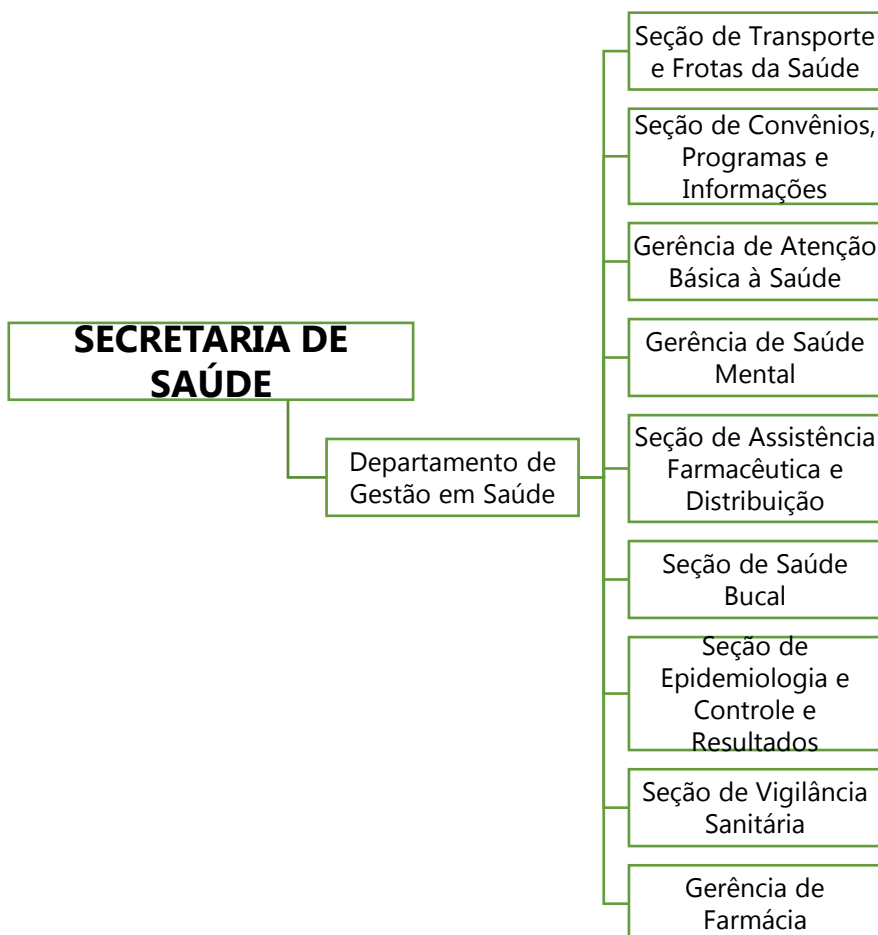 Seção de Transporte
e Frotas da Saúde
Seção de Convênios,
Programas e
Informações
Gerência de Atenção
Básica à Saúde
SECRETARIA DE
SAÚDE
Gerência de Saúde
Mental
Departamento de
Gestão em Saúde
Seção de Assistência
Farmacêutica e
Distribuição
Seção de Saúde
Bucal
Seção de
Epidemiologia e
Controle e
Resultados
Seção de Vigilância
Sanitária
Gerência de
Farmácia